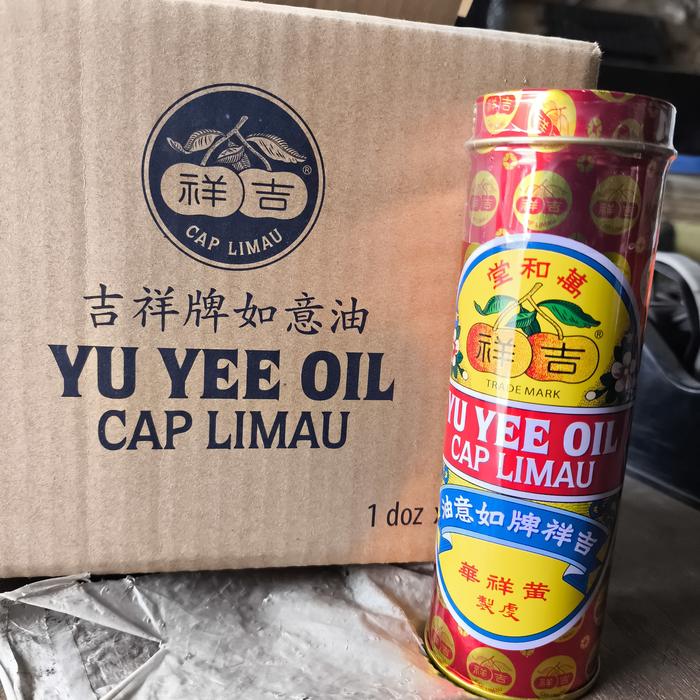 祥吉
®
CAP LIMAU
吉祥牌如意油
YU YEE OIL
CAP LIMAU
1 doz
堂和萬
祥吉
®
TRADE MARK
YU YEE OIL
CAP LIMAU
油意如牌祥吉
華祥黄
製虔